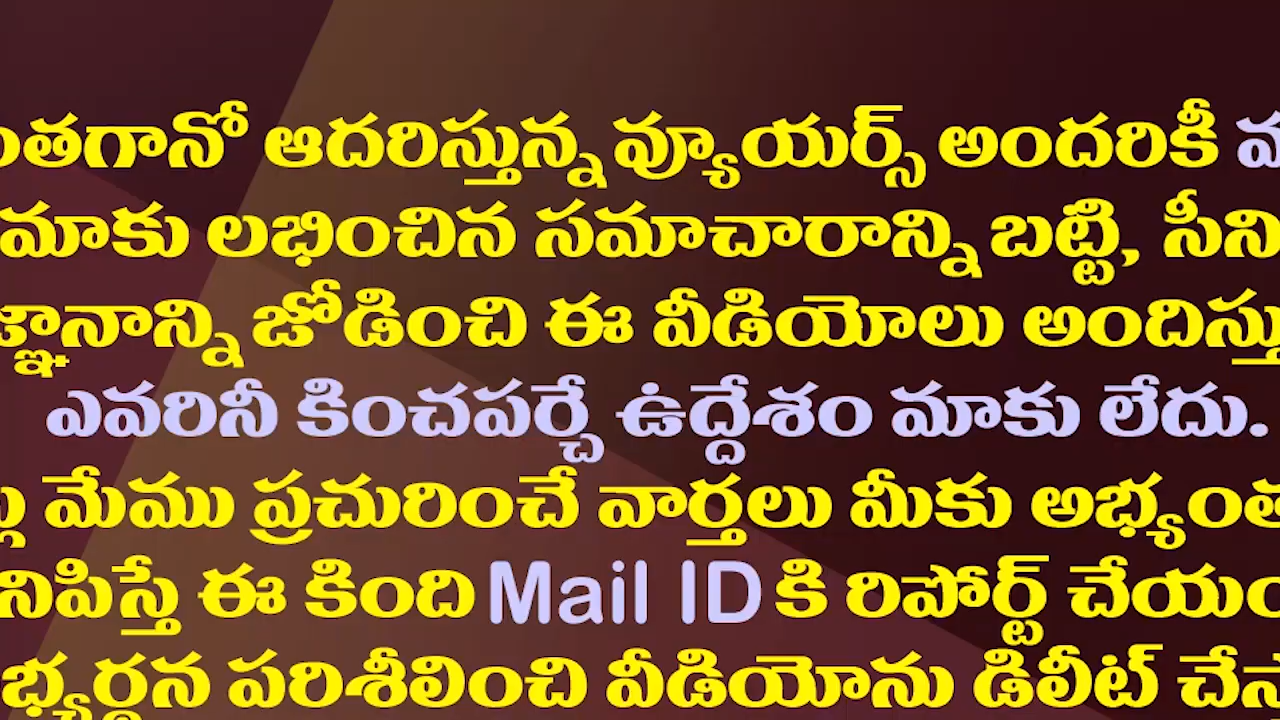 ంతగానో ఆదరిస్తున్న వ్యూయర్స్ అందరికీ
మాకు లభించిన సమాచారాన్ని బట్టి, సీని
జ్ఞానాన్ని జోడించి ఈ వీడియోలు అందిస్తు
ఎవరినీ కించపర్చే ఉద్దేశం మాకు లేదు.
మేము ప్రచురించే వార్తలు మీకు అభ్యంత
నిపిస్తే ఈ కింది Mail ID కి రిపోర్ట్ చేయం
భ్యర్థన పరిశీలించి వీడియోను డిలీట్ చేస